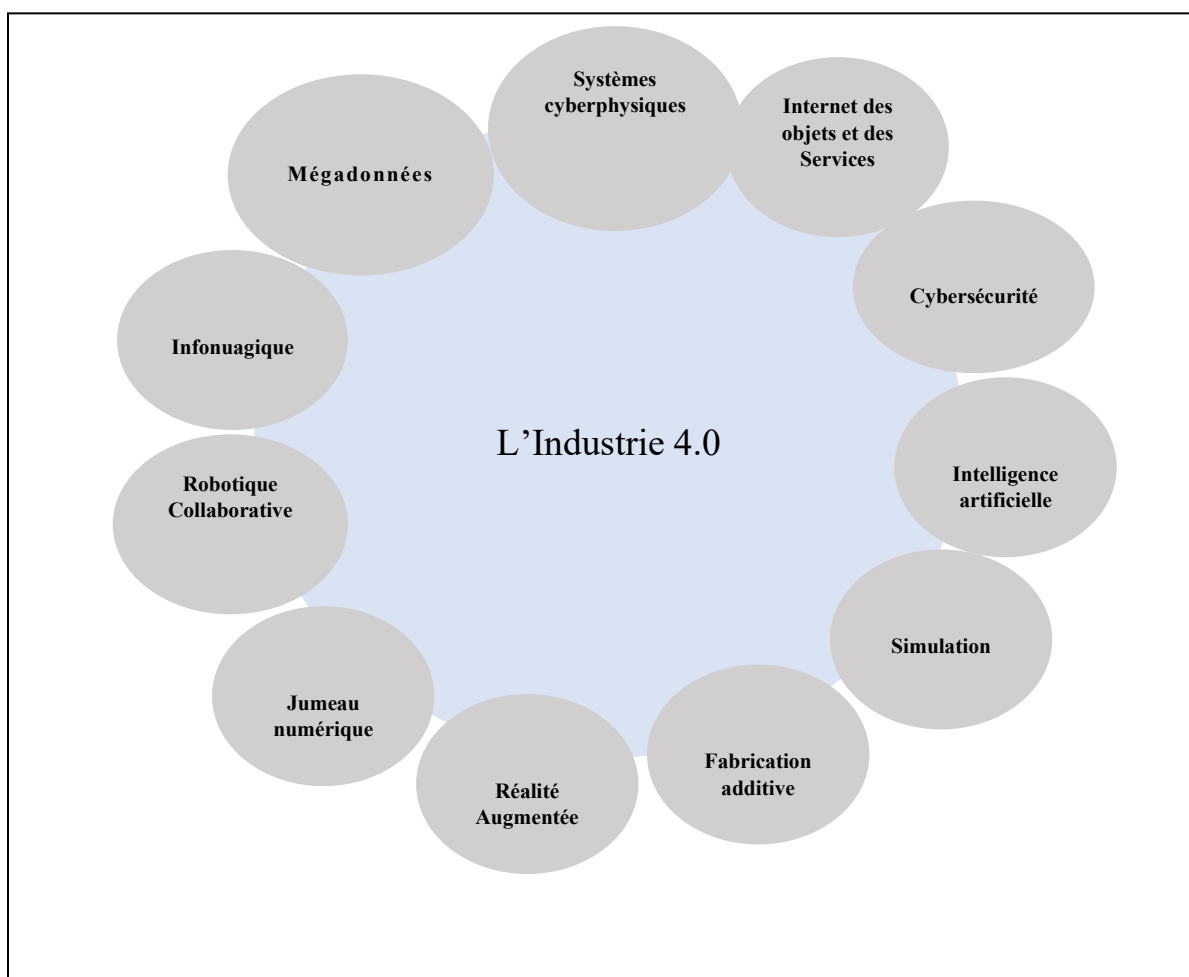 Systèmes
cyberphysiques
Internet des
objets et des
Services
Mégadonnées
Cybersécurité
Infonuagique
L’Industrie 4.0
Intelligence
artificielle
Robotique
Collaborative
Simulation
Jumeau
numérique
Fabrication
additive
Réalité
Augmentée